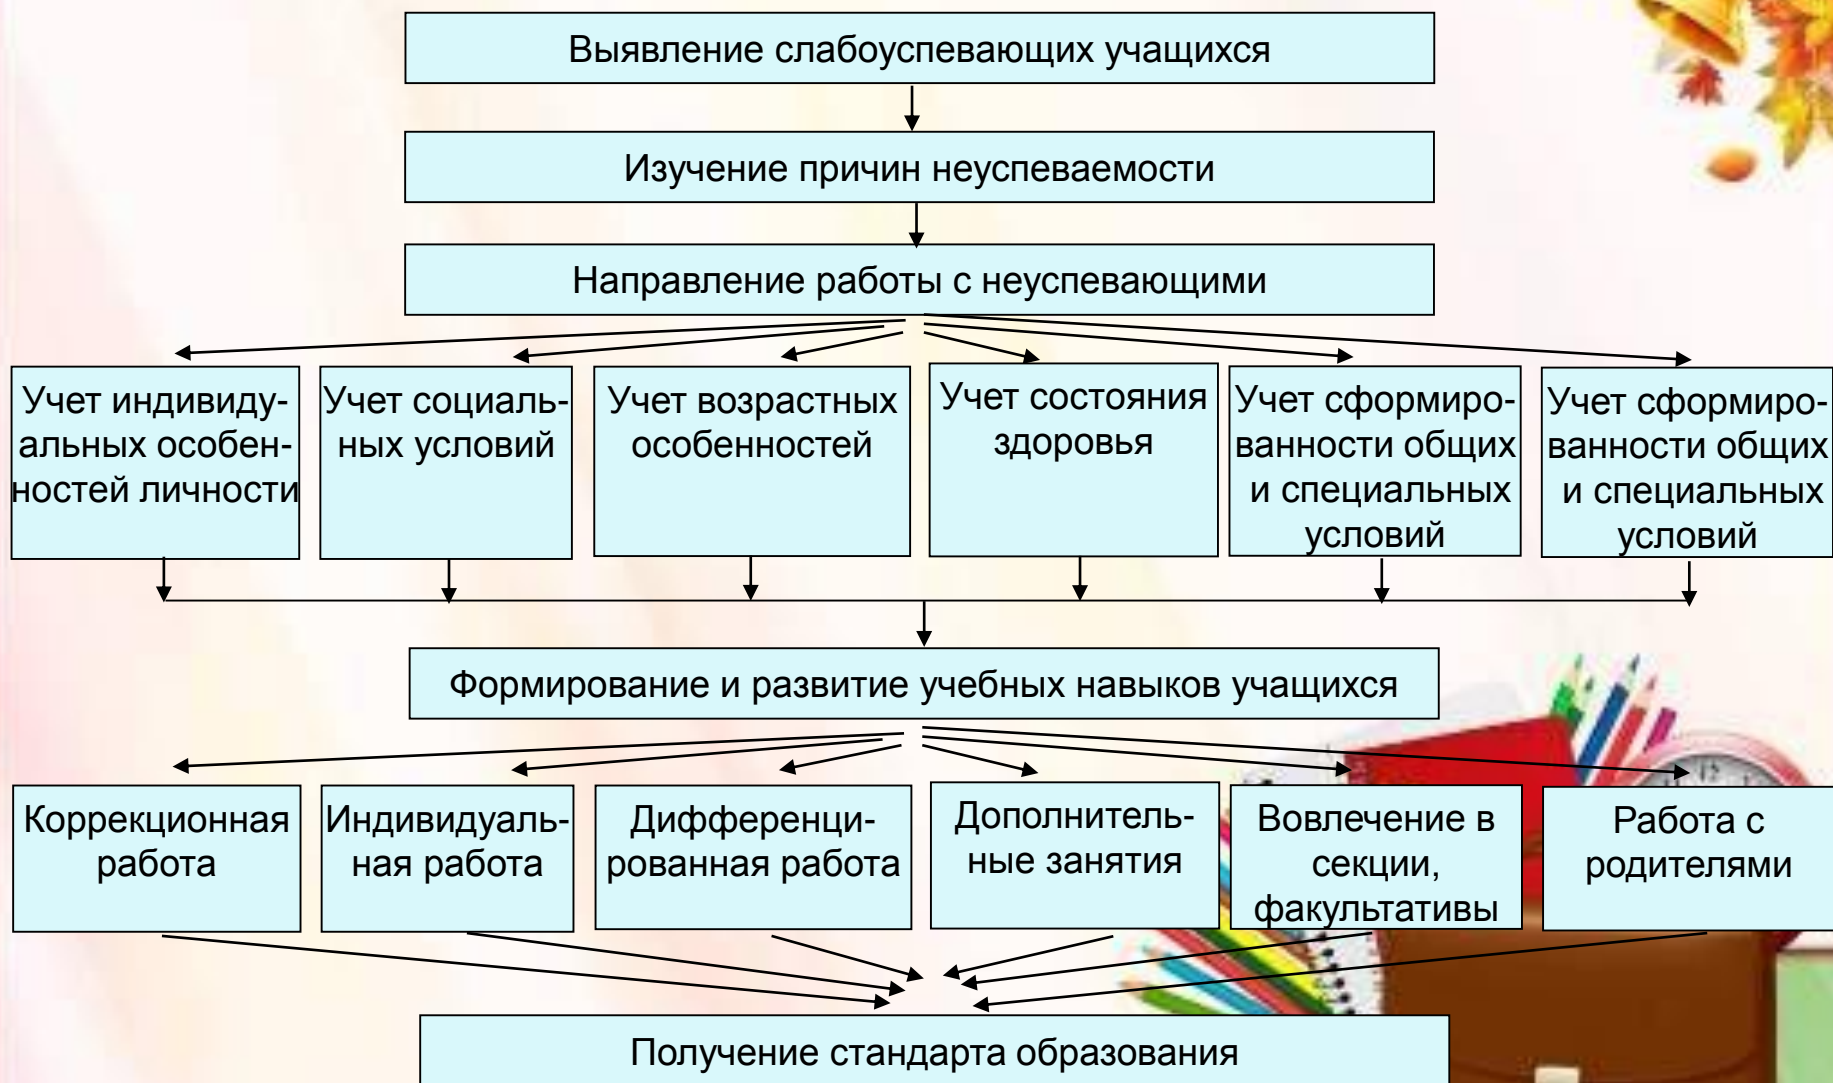 Выявление слабоуспевающих учащихся
Изучение причин неуспеваемости
Направление работы с неуспевающими
Учет индивиду-
альных особен-
ностей личности
Учет социаль-
ных условий
Учет возрастных
особенностей
Учет состояния
здоровья
Учет сформиро-
ванности общих
и специальных
условий
Учет сформиро-
ванности общих
и специальных
условий
Формирование и развитие учебных навыков учащихся
Коррекционная
работа
Индивидуаль-
ная работа
Дифференци-
рованная работа
Дополнитель-
ные занятия
Вовлечение в
секции,
факультативы
Работа с
родителями
Получение стандарта образования